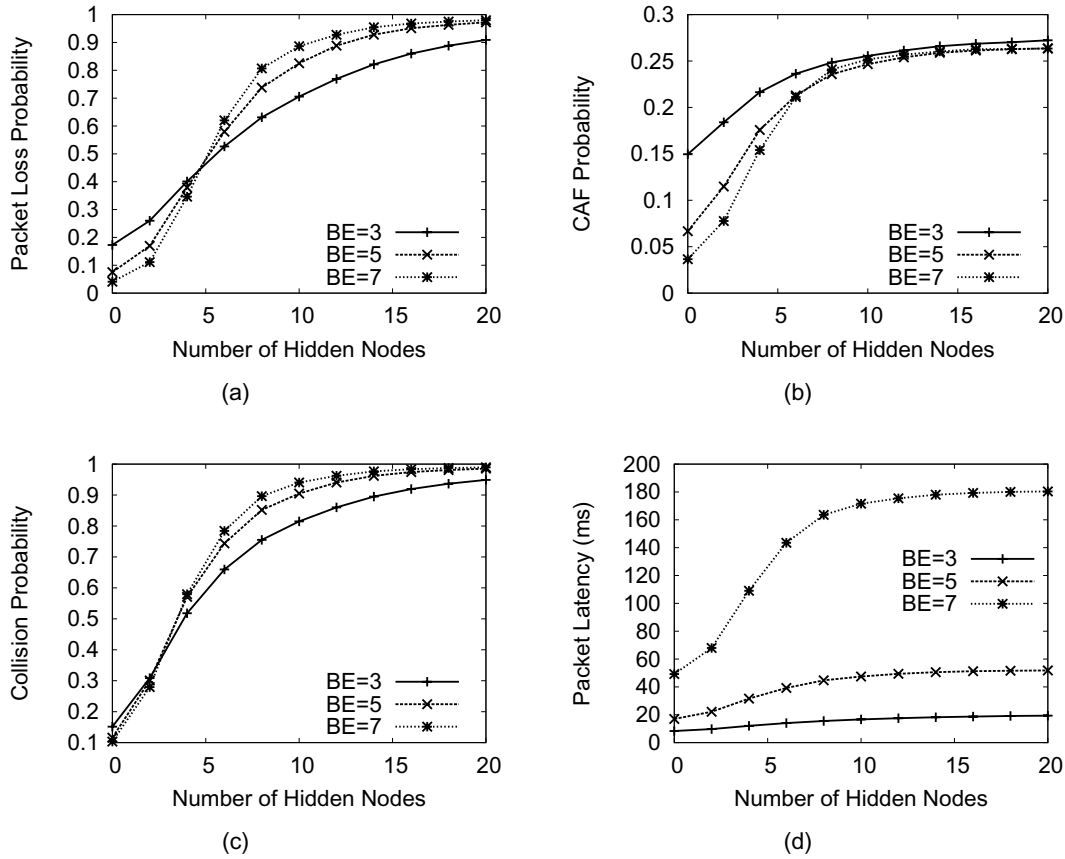 Packet Loss Probability
1
0.9
0.8
0.7
0.6
0.5
0.4
0.3
0.2
0.1
0
BE=3
BE=5
BE=7
0 5 10 15 20
Number of Hidden Nodes
(a)
CAF Probability
0.3
0.25
0.2
0.15
0.1
0.05
0
BE=3
BE=5
BE=7
0 5 10 15 20
Number of Hidden Nodes
(b)
Collision Probability
1
0.9
0.8
0.7
0.6
0.5
0.4
0.3
0.2
0.1
BE=3
BE=5
BE=7
0 5 10 15 20
Number of Hidden Nodes
(c)
Packet Latency (ms)
200
180
160
140
120
100
80
60
40
20
0
BE=3
BE=5
BE=7
0 5 10 15 20
Number of Hidden Nodes
(d)